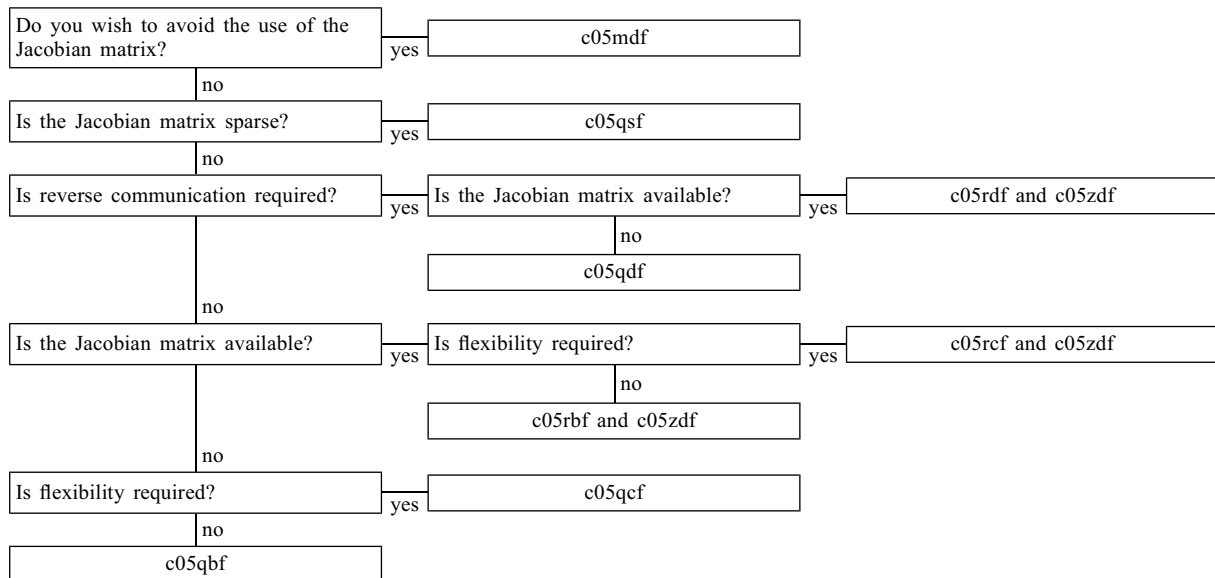 Do you wish to avoid the use of the
Jacobian matrix?
yes
c05mdf
no
Is the Jacobian matrix sparse?
yes
c05qsf
no
Is reverse communication required?
yes
Is the Jacobian matrix available?
yes
c05rdf and c05zdf
no
c05qdf
no
Is the Jacobian matrix available?
yes
Is flexibility required?
yes
c05rcf and c05zdf
no
c05rbf and c05zdf
no
Is flexibility required?
yes
c05qcf
no
c05qbf